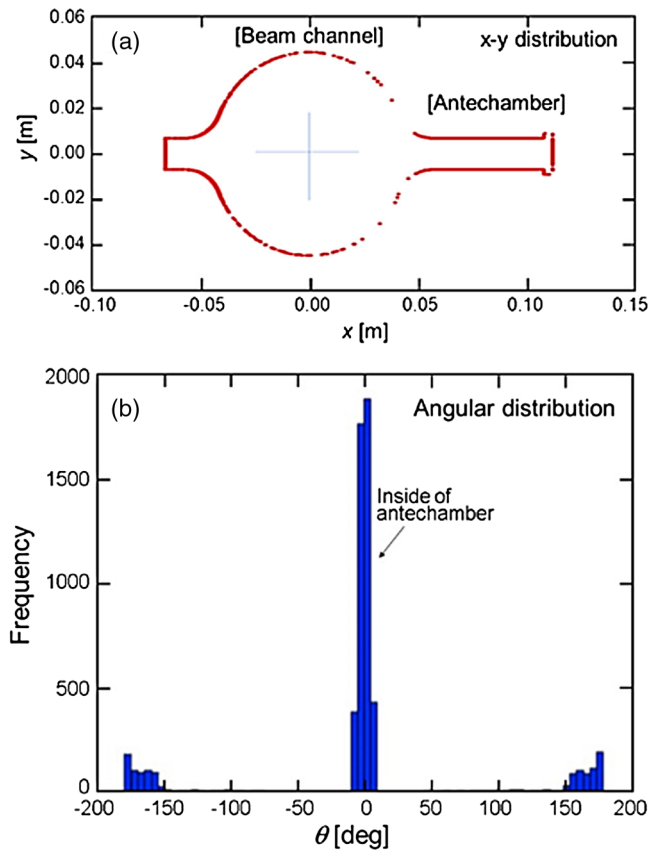 (a)
[Beam channel]
x-y distribution
[Antechamber]
y [m]
0.06
0.04
0.02
0.00
-0.02
-0.04
-0.06
-0.10
-0.05
0.00
0.05
0.10
0.15
x [m]
(b)
Angular distribution
Inside of
antechamber
Frequency
2000
1500
1000
500
0
-200
-150
-100
-50
0
50
100
150
200
θ [deg]